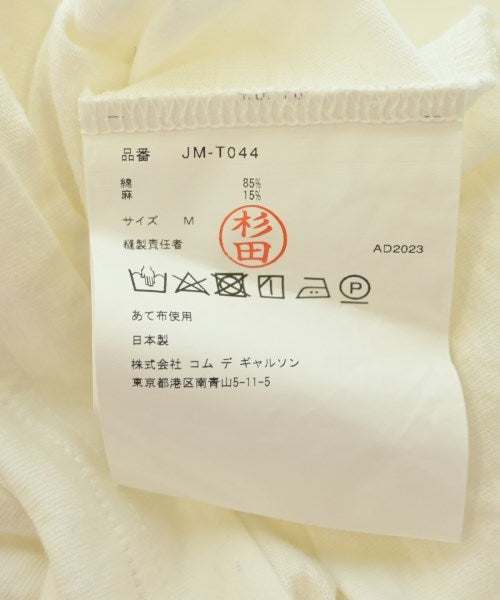 品番 JM-T044
綿 85%
麻 15%
サイズ M
杉田
縫製責任者
AD2023
P
あて布使用
日本製
株式会社 コム デ ギャルソン
東京都港区南青山5-11-5